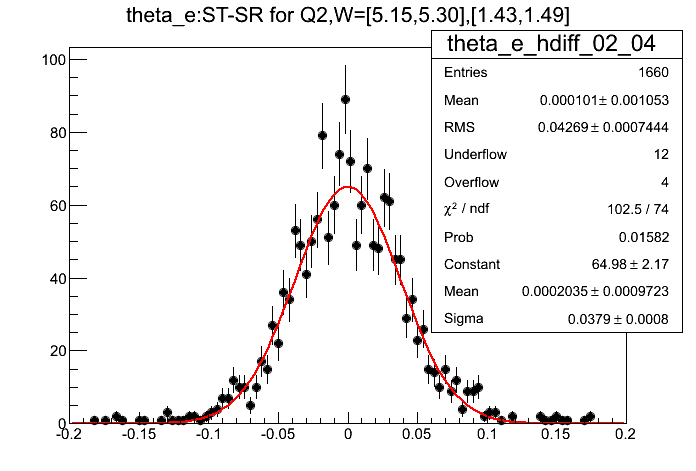 theta_e:ST-SR for Q2,W=[5.15,5.30],[1.43,1.49]
theta_e_hdiff_02_04
Entries 1660
Mean 0.000101± 0.001053
RMS 0.04269 ± 0.0007444
Underflow 12
Overflow 4
χ² / ndf 102.5 / 74
Prob 0.01582
Constant 64.98 ± 2.17
Mean 0.0002035 ± 0.0009723
Sigma 0.0379 ± 0.0008
100
80
60
40
20
0
-0.2 -0.15 -0.1 -0.05 0 0.05 0.1 0.15 0.2